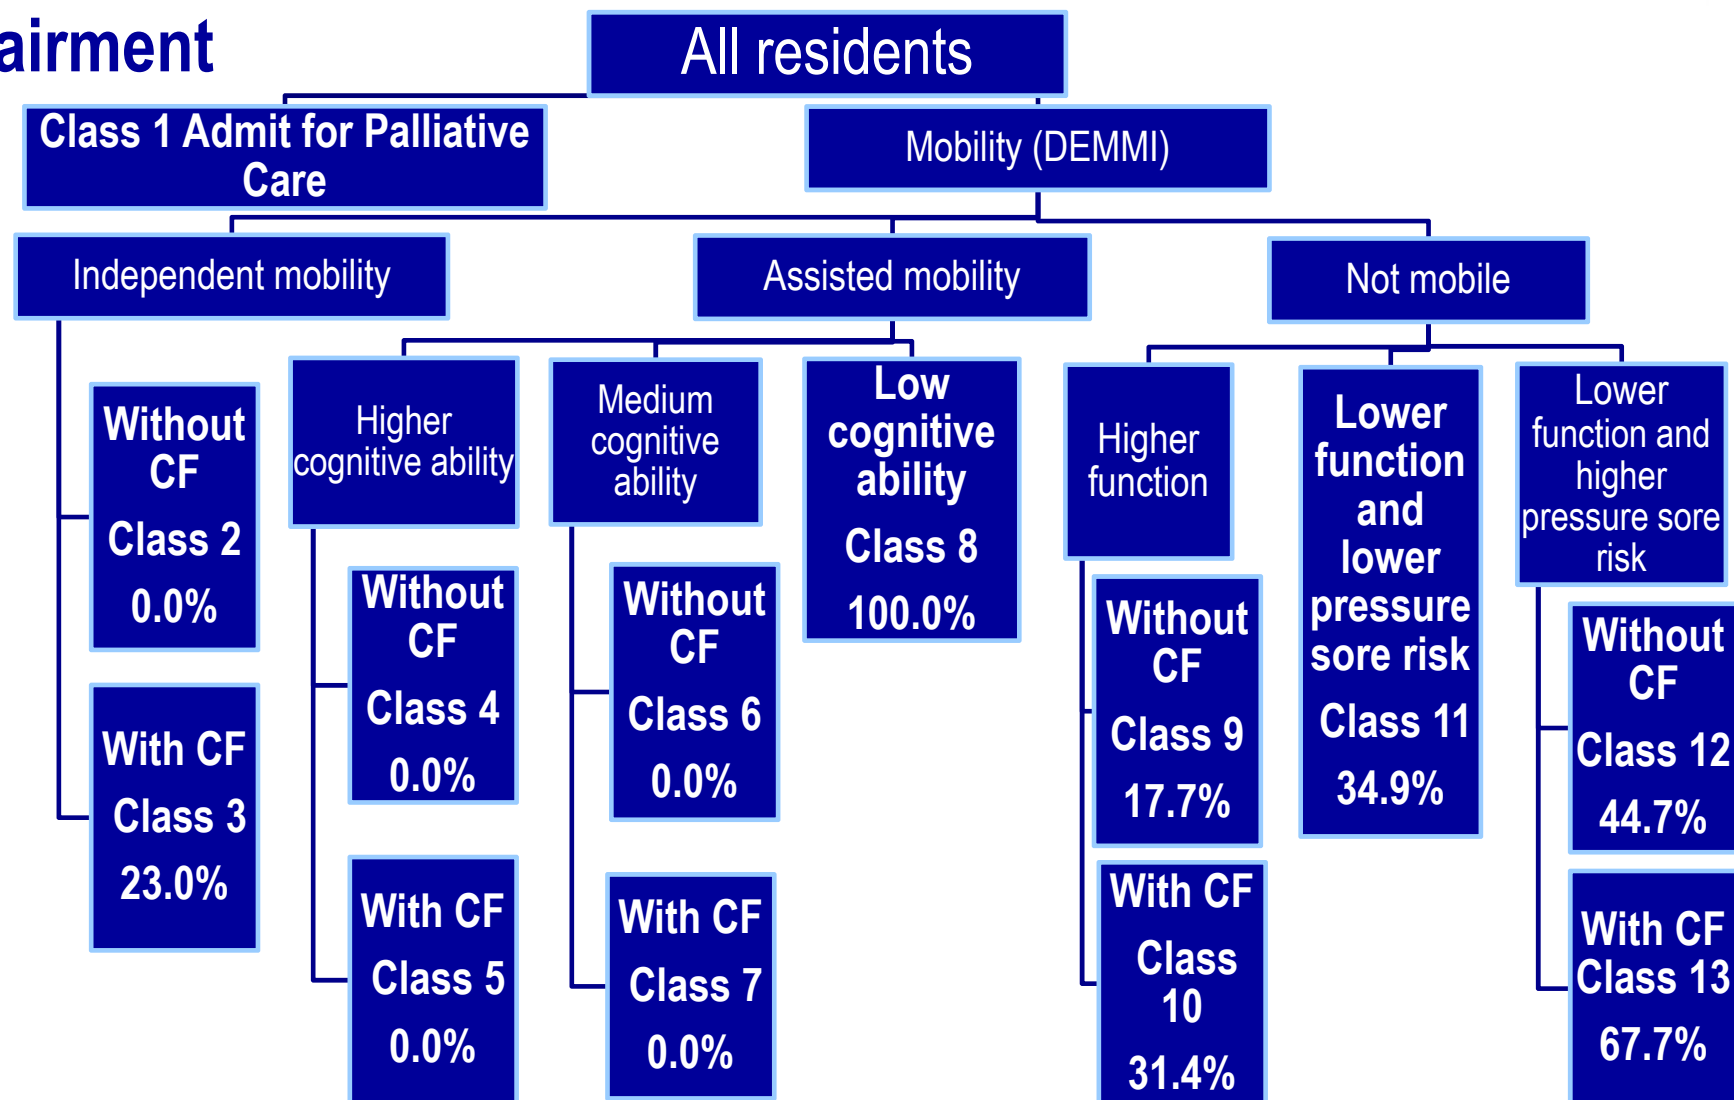 airment
All residents
Class 1 Admit for Palliative
Care
Mobility (DEMMI)
Independent mobility
Assisted mobility
Not mobile
Without
CF
Class 2
0.0%
With CF
Class 3
23.0%
Higher
cognitive ability
Without
CF
Class 4
0.0%
With CF
Class 5
0.0%
Medium
cognitive
ability
Without
CF
Class 6
0.0%
With CF
Class 7
0.0%
Low
cognitive
ability
Class 8
100.0%
Higher
function
Without
CF
Class 9
17.7%
With CF
Class
10
31.4%
Lower
function
and
lower
pressure
sore risk
Class 11
34.9%
Lower
function and
higher
pressure sore
risk
Without
CF
Class 12
44.7%
With CF
Class 13
67.7%